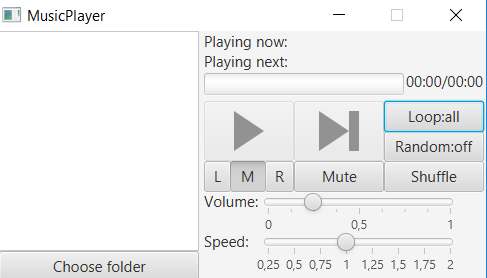 MusicPlayer
Playing now:
Playing next:
00:00/00:00
Loop:all
Random:off
L M R Mute Shuffle
Volume:
0 0,5 1
Speed:
0,25 0,5 0,75 1 1,25 1,5 1,75 2
Choose folder